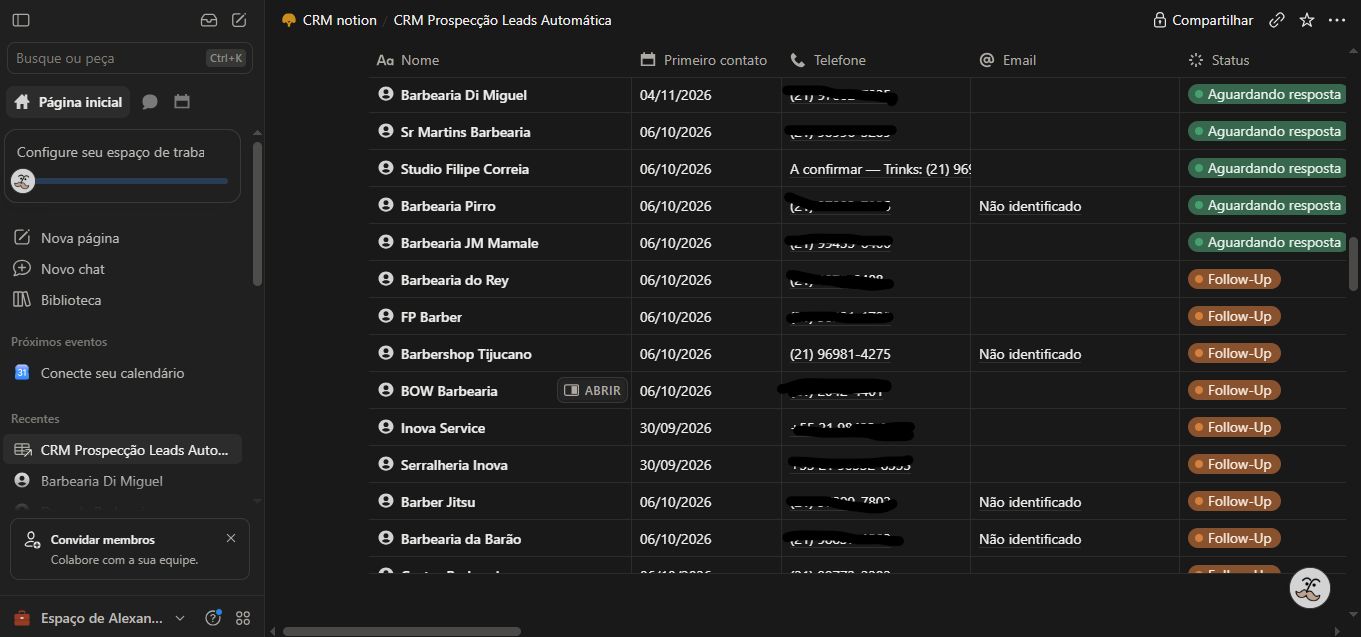 CRM notion / CRM Prospecção Leads Automática
Compartilhar
Busque ou peça Ctrl+K
Página inicial
Configure seu espaço de traba
Nova página
Novo chat
Biblioteca
Próximos eventos
31 Conecte seu calendário
Recentes
CRM Prospecção Leads Auto...
Barbearia Di Miguel
Convidar membros
Colabore com a sua equipe.
Espaço de Alexan...
Aa Nome Primeiro contato Telefone @ Email Status
Barbearia Di Miguel 04/11/2026 Aguardando resposta
Sr Martins Barbearia 06/10/2026 Aguardando resposta
Studio Filipe Correia 06/10/2026 A confirmar — Trinks: (21) 969 Aguardando resposta
Barbearia Pirro 06/10/2026 Não identificado Aguardando resposta
Barbearia JM Mamale 06/10/2026 Aguardando resposta
Barbearia do Rey 06/10/2026 Follow-Up
FP Barber 06/10/2026 Follow-Up
Barbershop Tijucano 06/10/2026 (21) 96981-4275 Não identificado Follow-Up
BOW Barbearia ABRIR 06/10/2026 Follow-Up
Inova Service 30/09/2026 Follow-Up
Serralheria Inova 30/09/2026 Follow-Up
Barber Jitsu 06/10/2026 Não identificado Follow-Up
Barbearia da Barão 06/10/2026 Não identificado Follow-Up